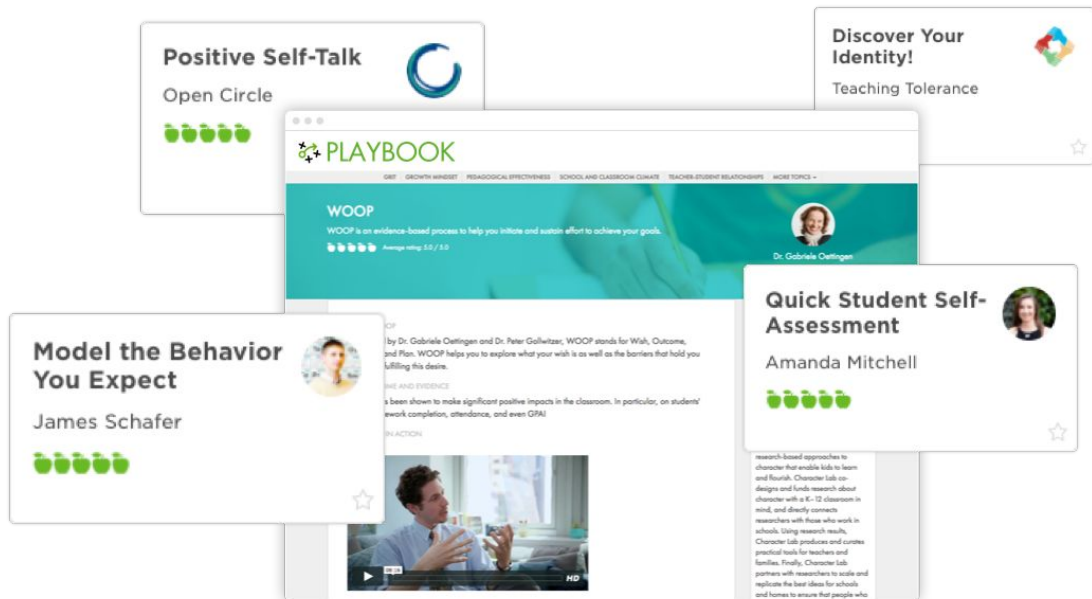 Positive Self-Talk
Open Circle
Discover Your
Identity!
Teaching Tolerance
PLAYBOOK
GRIT
GROWTH MINDSET
PEDAGOGICAL EFFECTIVENESS
SCHOOL AND CLASSROOM CLIMATE
TEACHER-STUDENT RELATIONSHIPS
MORE TOPICS
WOOP
WOOP is an evidence-based process to help you initiate and sustain effort to achieve your goals.
Average rating: 5.0 / 5.0
Dr. Gabriele Oettingen
Model the Behavior
You Expect
James Schafer
Quick Student Self-
Assessment
Amanda Mitchell
by Dr. Gabriele Oettingen and Dr. Peter Gollwitzer, WOOP stands for Wish, Outcome,
and Plan. WOOP helps you to explore what your wish is as well as the barriers that hold you
ulfilling this desire.
AND EVIDENCE
s been shown to make significant positive impacts in the classroom. In particular, on students'
ework completion, attendance, and even GPA!
IN ACTION
HD
research-based approaches to
character that enable kids to learn
and flourish. Character Lab co-
designs and funds research about
character with a K-12 classroom in
mind, and directly connects
researchers with those who work in
schools. Using research results,
Character Lab produces and curates
practical tools for teachers and
families. Finally, Character Lab
partners with researchers to scale and
replicate the best ideas for schools
and homes to ensure that people who